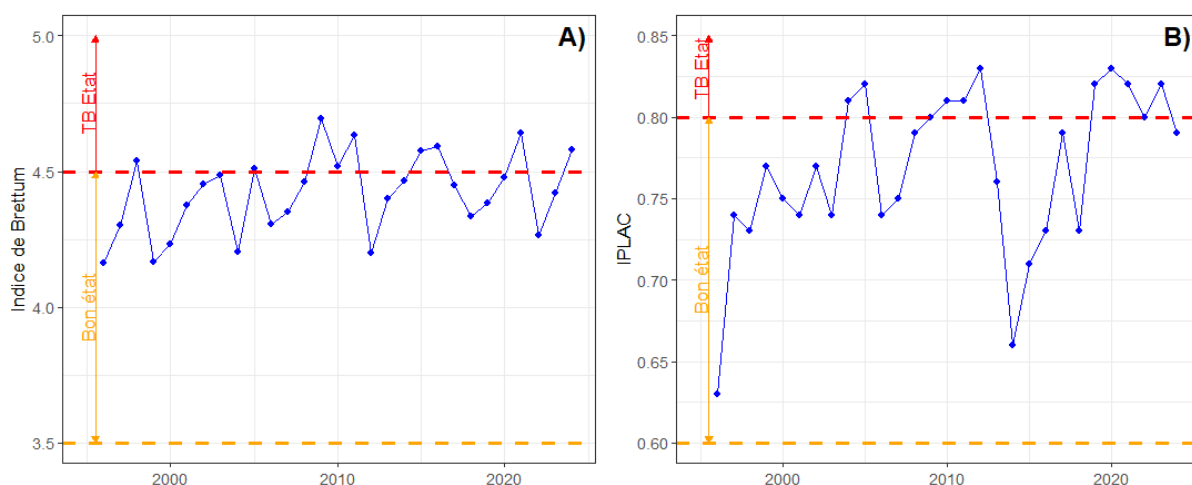 A)
Indice de Brettum
5.0
4.5
4.0
3.5
TB Etat
Bon état
2000
2010
2020
B)
IPLAC
0.85
0.80
0.75
0.70
0.65
0.60
TB Etat
Bon état
2000
2010
2020